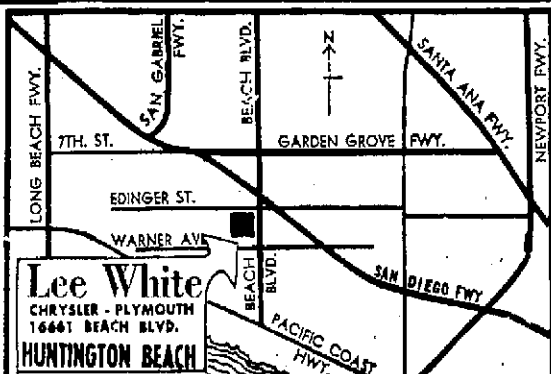 LONG BEACH FWY.
SAN GABRIEL
FWY.
BEACH BLVD.
N
SANTA ANA FWY.
NEWPORT FWY.
7TH. ST.
GARDEN GROVE FWY.
EDINGER ST.
WARNER AV
BEACH
BLVD.
SAN DIEGO FWY
PACIFIC COAST
HWY.
Lee White
CHRYSLER - PLYMOUTH
16661 BEACH BLVD.
HUNTINGTON BEACH